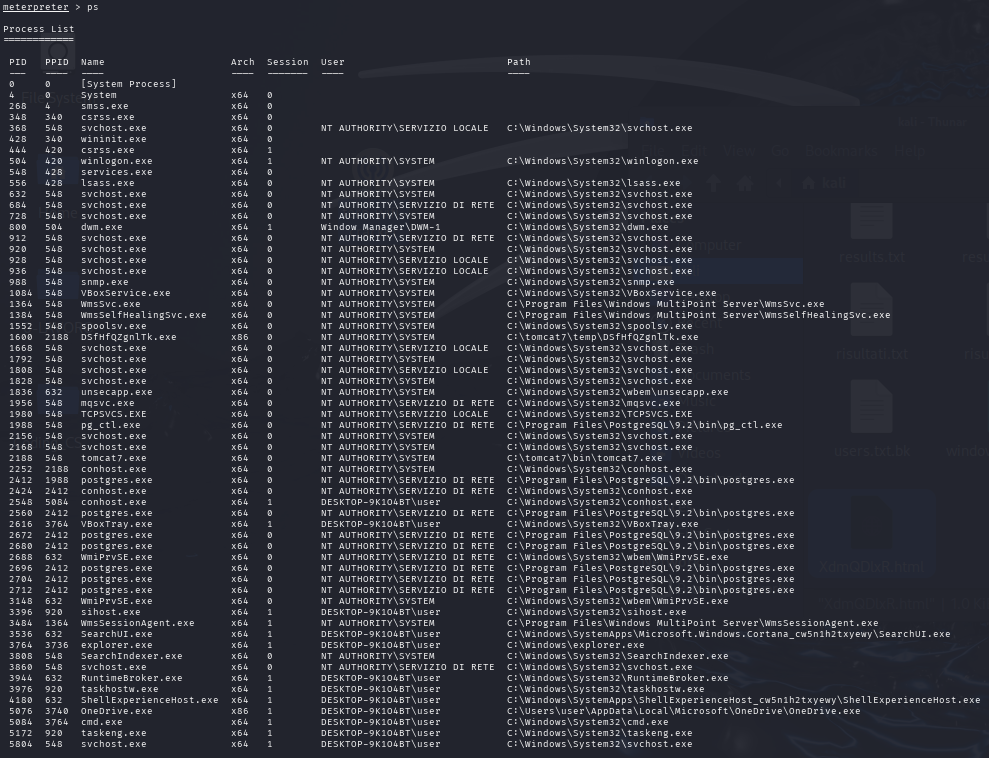 meterpreter > ps
Process List
============
PID PPID Name Arch Session User Path
--- ---- ---- ---- ------- ---- ----
0 0 [System Process]
4 0 System x64 0
268 4 smss.exe x64 0
348 340 csrss.exe x64 0
368 548 svchost.exe x64 0 NT AUTHORITY\SERVIZIO LOCALE C:\Windows\System32\svchost.exe
428 340 wininit.exe x64 0
444 420 csrss.exe x64 1
504 420 winlogon.exe x64 1 NT AUTHORITY\SYSTEM C:\Windows\System32\winlogon.exe
548 428 services.exe x64 0
556 428 lsass.exe x64 0 NT AUTHORITY\SYSTEM C:\Windows\System32\lsass.exe
632 548 svchost.exe x64 0 NT AUTHORITY\SYSTEM C:\Windows\System32\svchost.exe
684 548 svchost.exe x64 0 NT AUTHORITY\SERVIZIO DI RETE C:\Windows\System32\svchost.exe
728 548 svchost.exe x64 0 NT AUTHORITY\SYSTEM C:\Windows\System32\svchost.exe
800 504 dwm.exe x64 1 Window Manager\DWM-1 C:\Windows\System32\dwm.exe
912 548 svchost.exe x64 0 NT AUTHORITY\SERVIZIO DI RETE C:\Windows\System32\svchost.exe
920 548 svchost.exe x64 0 NT AUTHORITY\SYSTEM C:\Windows\System32\svchost.exe
928 548 svchost.exe x64 0 NT AUTHORITY\SERVIZIO LOCALE C:\Windows\System32\svchost.exe
936 548 svchost.exe x64 0 NT AUTHORITY\SERVIZIO LOCALE C:\Windows\System32\svchost.exe
988 548 snmp.exe x64 0 NT AUTHORITY\SYSTEM C:\Windows\System32\snmp.exe
1084 548 VBoxService.exe x64 0 NT AUTHORITY\SYSTEM C:\Windows\System32\VBoxService.exe
1364 548 WmsSvc.exe x64 0 NT AUTHORITY\SYSTEM C:\Program Files\Windows MultiPoint Server\WmsSvc.exe
1384 548 WmsSelfHealingSvc.exe x64 0 NT AUTHORITY\SYSTEM C:\Program Files\Windows MultiPoint Server\WmsSelfHealingSvc.exe
1552 548 spoolsv.exe x64 0 NT AUTHORITY\SYSTEM C:\Windows\System32\spoolsv.exe
1600 2188 DSfHfQZgnlTk.exe x86 0 NT AUTHORITY\SYSTEM C:\tomcat7\temp\DSfHfQZgnlTk.exe
1668 548 svchost.exe x64 0 NT AUTHORITY\SERVIZIO LOCALE C:\Windows\System32\svchost.exe
1792 548 svchost.exe x64 0 NT AUTHORITY\SYSTEM C:\Windows\System32\svchost.exe
1808 548 svchost.exe x64 0 NT AUTHORITY\SERVIZIO LOCALE C:\Windows\System32\svchost.exe
1828 548 svchost.exe x64 0 NT AUTHORITY\SYSTEM C:\Windows\System32\svchost.exe
1836 632 unsecapp.exe x64 0 NT AUTHORITY\SYSTEM C:\Windows\System32\wbem\unsecapp.exe
1956 548 mqsvc.exe x64 0 NT AUTHORITY\SERVIZIO DI RETE C:\Windows\System32\mqsvc.exe
1980 548 TCPSVCS.EXE x64 0 NT AUTHORITY\SERVIZIO LOCALE C:\Windows\System32\TCPSVCS.EXE
1988 548 pg_ctl.exe x64 0 NT AUTHORITY\SERVIZIO DI RETE C:\Program Files\PostgreSQL\9.2\bin\pg_ctl.exe
2156 548 svchost.exe x64 0 NT AUTHORITY\SYSTEM C:\Windows\System32\svchost.exe
2168 548 svchost.exe x64 0 NT AUTHORITY\SYSTEM C:\Windows\System32\svchost.exe
2188 548 tomcat7.exe x64 0 NT AUTHORITY\SYSTEM C:\tomcat7\bin\tomcat7.exe
2252 2188 conhost.exe x64 0 NT AUTHORITY\SYSTEM C:\Windows\System32\conhost.exe
2412 1988 postgres.exe x64 0 NT AUTHORITY\SERVIZIO DI RETE C:\Program Files\PostgreSQL\9.2\bin\postgres.exe
2424 2412 conhost.exe x64 0 NT AUTHORITY\SERVIZIO DI RETE C:\Windows\System32\conhost.exe
2548 5084 conhost.exe x64 1 DESKTOP-9K1O4BT\user C:\Windows\System32\conhost.exe
2560 2412 postgres.exe x64 0 NT AUTHORITY\SERVIZIO DI RETE C:\Program Files\PostgreSQL\9.2\bin\postgres.exe
2616 3764 VBoxTray.exe x64 1 DESKTOP-9K1O4BT\user C:\Windows\System32\VBoxTray.exe
2672 2412 postgres.exe x64 0 NT AUTHORITY\SERVIZIO DI RETE C:\Program Files\PostgreSQL\9.2\bin\postgres.exe
2680 2412 postgres.exe x64 0 NT AUTHORITY\SERVIZIO DI RETE C:\Program Files\PostgreSQL\9.2\bin\postgres.exe
2688 632 WmiPrvSE.exe x64 0 NT AUTHORITY\SERVIZIO DI RETE C:\Windows\System32\wbem\WmiPrvSE.exe
2696 2412 postgres.exe x64 0 NT AUTHORITY\SERVIZIO DI RETE C:\Program Files\PostgreSQL\9.2\bin\postgres.exe
2704 2412 postgres.exe x64 0 NT AUTHORITY\SERVIZIO DI RETE C:\Program Files\PostgreSQL\9.2\bin\postgres.exe
2712 2412 postgres.exe x64 0 NT AUTHORITY\SERVIZIO DI RETE C:\Program Files\PostgreSQL\9.2\bin\postgres.exe
3148 632 WmiPrvSE.exe x64 0 NT AUTHORITY\SYSTEM C:\Windows\System32\wbem\WmiPrvSE.exe
3396 920 sihost.exe x64 1 DESKTOP-9K1O4BT\user C:\Windows\System32\sihost.exe
3484 1364 WmsSessionAgent.exe x64 1 NT AUTHORITY\SYSTEM C:\Program Files\Windows MultiPoint Server\WmsSessionAgent.exe
3536 632 SearchUI.exe x64 1 DESKTOP-9K1O4BT\user C:\Windows\SystemApps\Microsoft.Windows.Cortana_cw5n1h2txyewy\SearchUI.exe
3764 3736 explorer.exe x64 1 DESKTOP-9K1O4BT\user C:\Windows\explorer.exe
3808 548 SearchIndexer.exe x64 0 NT AUTHORITY\SYSTEM C:\Windows\System32\SearchIndexer.exe
3860 548 svchost.exe x64 0 NT AUTHORITY\SERVIZIO DI RETE C:\Windows\System32\svchost.exe
3944 632 RuntimeBroker.exe x64 1 DESKTOP-9K1O4BT\user C:\Windows\System32\RuntimeBroker.exe
3976 920 taskhostw.exe x64 1 DESKTOP-9K1O4BT\user C:\Windows\System32\taskhostw.exe
4180 632 ShellExperienceHost.exe x64 1 DESKTOP-9K1O4BT\user C:\Windows\SystemApps\ShellExperienceHost_cw5n1h2txyewy\ShellExperienceHost.exe
5076 3740 OneDrive.exe x86 1 DESKTOP-9K1O4BT\user C:\Users\user\AppData\Local\Microsoft\OneDrive\OneDrive.exe
5084 3764 cmd.exe x64 1 DESKTOP-9K1O4BT\user C:\Windows\System32\cmd.exe
5172 920 taskeng.exe x64 1 DESKTOP-9K1O4BT\user C:\Windows\System32\taskeng.exe
5804 548 svchost.exe x64 1 DESKTOP-9K1O4BT\user C:\Windows\System32\svchost.exe
kali - Thunar
File Edit View Go Bookmarks Help
kali
results.txt
risultati.txt
users.txt.bk